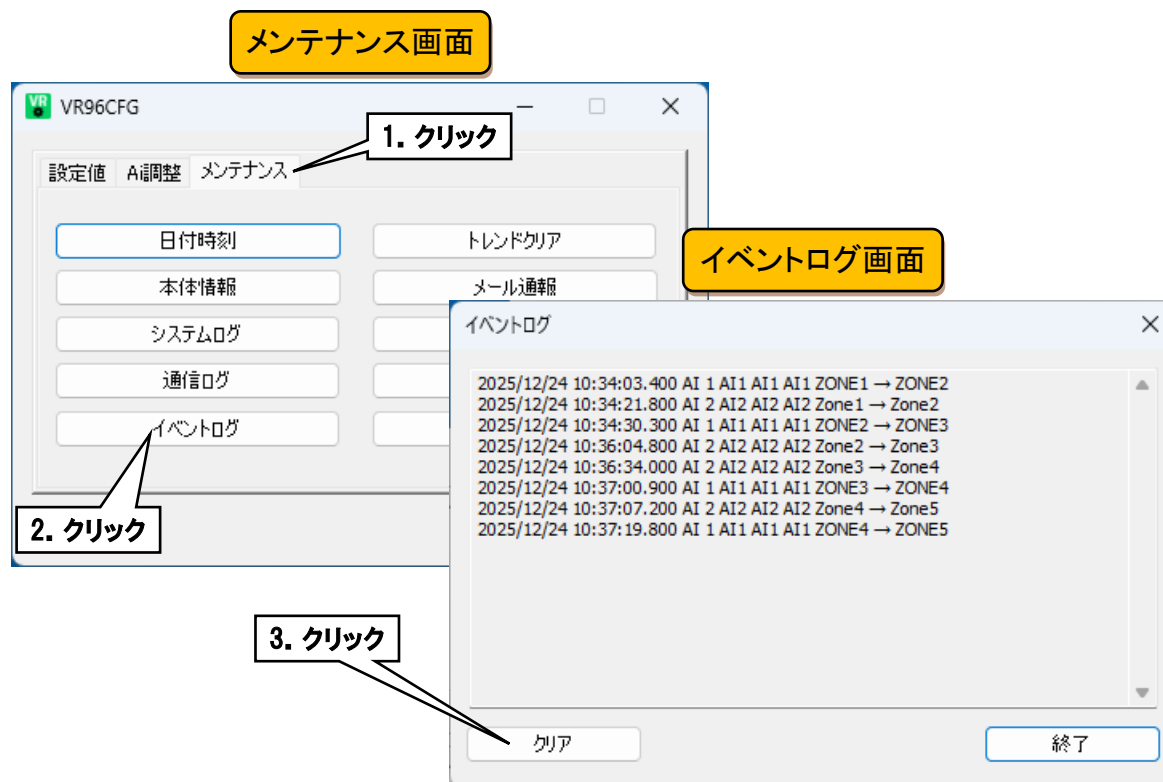 メンテナンス画面
VR96CFG
1. クリック
設定値 Ai調整 メンテナンス
日付時刻 トレンドクリア
イベントログ画面
本体情報 メール通報
システムログ
通信ログ
イベントログ
2. クリック
イベントログ
2025/12/24 10:34:03.400 AI 1 AI1 AI1 AI1 ZONE1 → ZONE2
2025/12/24 10:34:21.800 AI 2 AI2 AI2 AI2 Zone1 → Zone2
2025/12/24 10:34:30.300 AI 1 AI1 AI1 AI1 ZONE2 → ZONE3
2025/12/24 10:36:04.800 AI 2 AI2 AI2 AI2 Zone2 → Zone3
2025/12/24 10:36:34.000 AI 2 AI2 AI2 AI2 Zone3 → Zone4
2025/12/24 10:37:00.900 AI 1 AI1 AI1 AI1 ZONE3 → ZONE4
2025/12/24 10:37:07.200 AI 2 AI2 AI2 AI2 Zone4 → Zone5
2025/12/24 10:37:19.800 AI 1 AI1 AI1 AI1 ZONE4 → ZONE5
3. クリック
クリア 終了